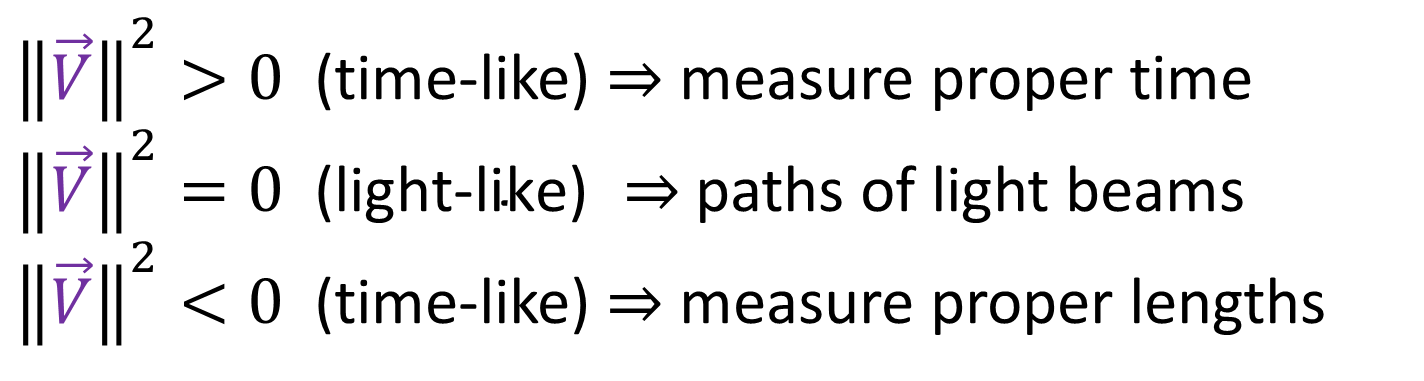 ‖V⃗‖² > 0 (time-like) ⇒ measure proper time
‖V⃗‖² = 0 (light-like) ⇒ paths of light beams
‖V⃗‖² < 0 (time-like) ⇒ measure proper lengths